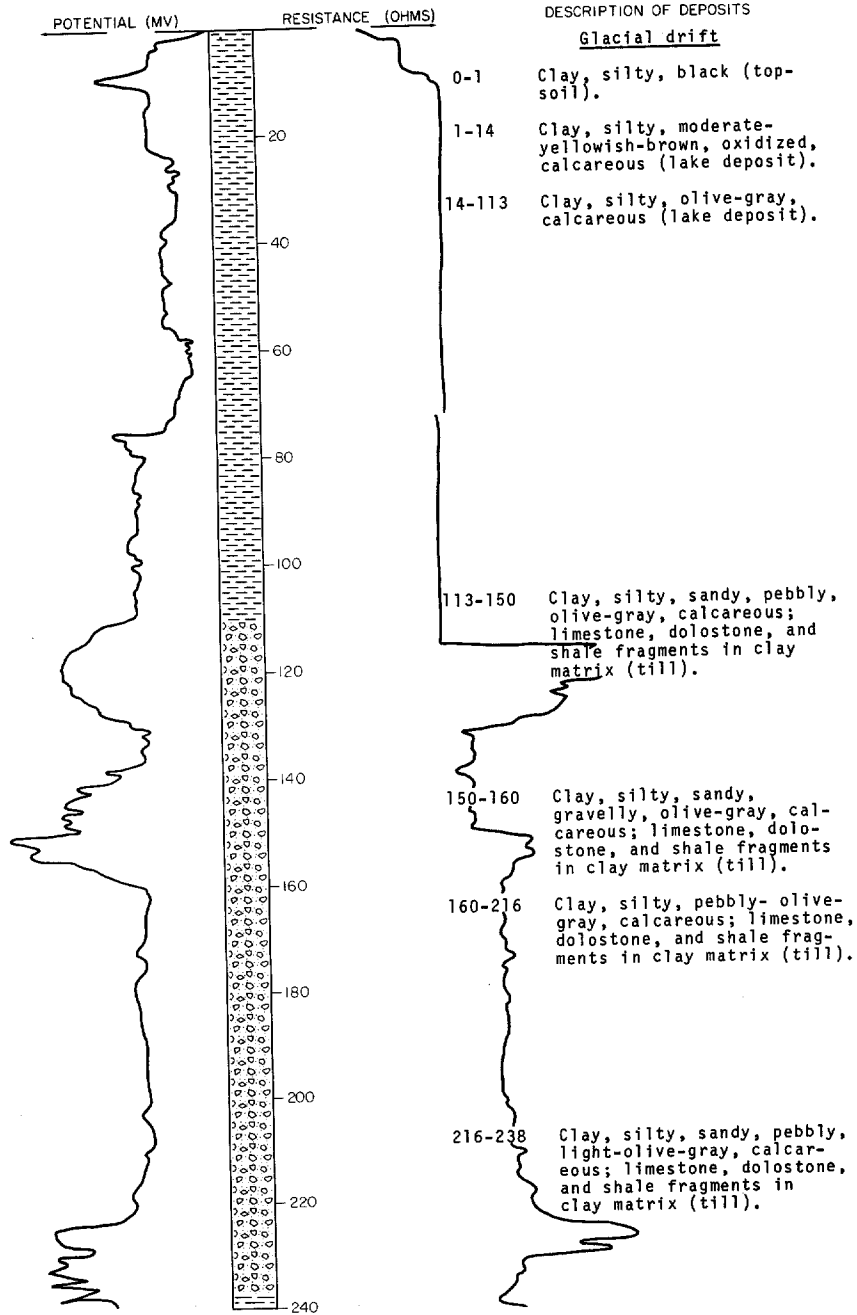 POTENTIAL (MV)
RESISTANCE (OHMS)
DESCRIPTION OF DEPOSITS
Glacial drift
0-1 Clay, silty, black (top-
soil).
1-14 Clay, silty, moderate-
yellowish-brown, oxidized,
calcareous (lake deposit).
14-113 Clay, silty, olive-gray,
calcareous (lake deposit).
113-150 Clay, silty, sandy, pebbly,
olive-gray, calcareous;
limestone, dolostone, and
shale fragments in clay
matrix (till).
150-160 Clay, silty, sandy,
gravelly, olive-gray, cal-
careous; limestone, dolo-
stone, and shale fragments
in clay matrix (till).
160-216 Clay, silty, pebbly- olive-
gray, calcareous; limestone,
dolostone, and shale frag-
ments in clay matrix (till).
216-238 Clay, silty, sandy, pebbly,
light-olive-gray, calcar-
eous; limestone, dolostone,
and shale fragments in
clay matrix (till).
20
40
60
80
100
120
140
160
180
200
220
240